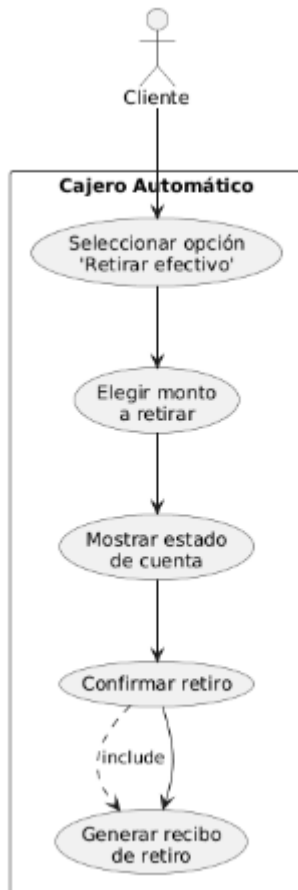 Cliente
Cajero Automático
Seleccionar opción
'Retirar efectivo'
Elegir monto
a retirar
Mostrar estado
de cuenta
Confirmar retiro
include
Generar recibo
de retiro